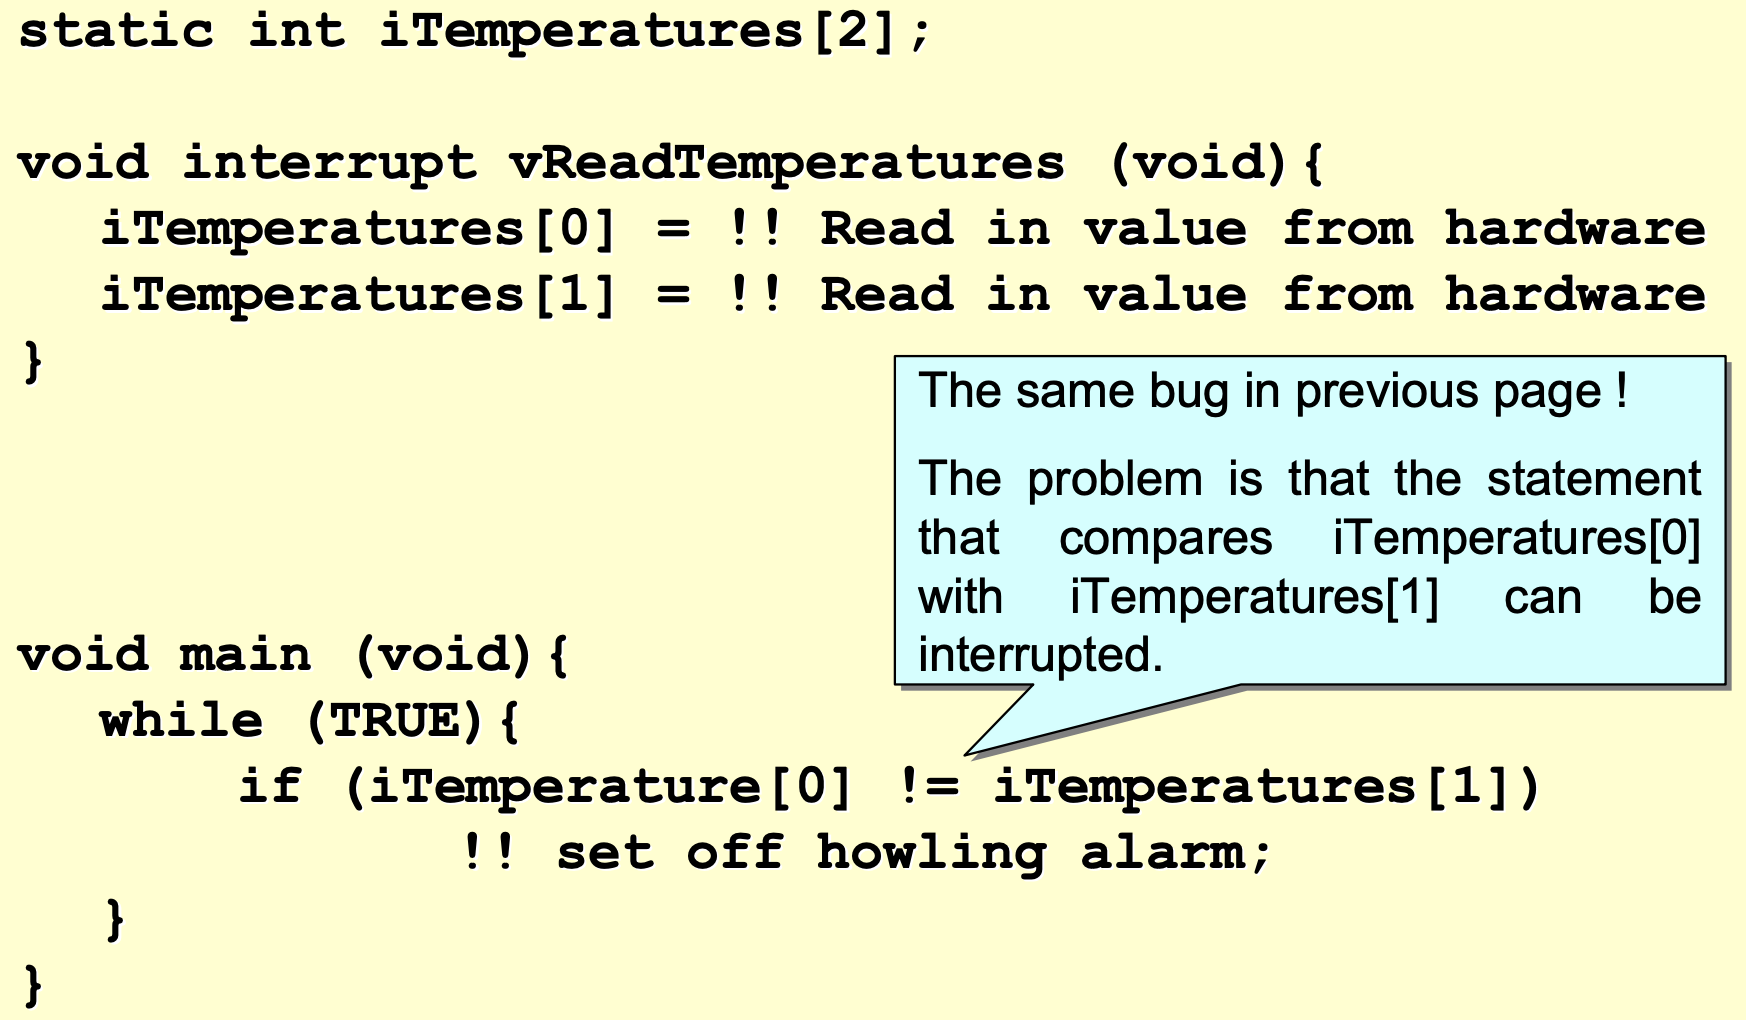 static int iTemperatures[2];
void interrupt vReadTemperatures (void){
iTemperatures[0] = !! Read in value from hardware
iTemperatures[1] = !! Read in value from hardware
}
The same bug in previous page !
The problem is that the statement
that compares iTemperatures[0]
with iTemperatures[1] can be
interrupted.
void main (void){
while (TRUE){
if (iTemperature[0] != iTemperatures[1])
!! set off howling alarm;
}
}